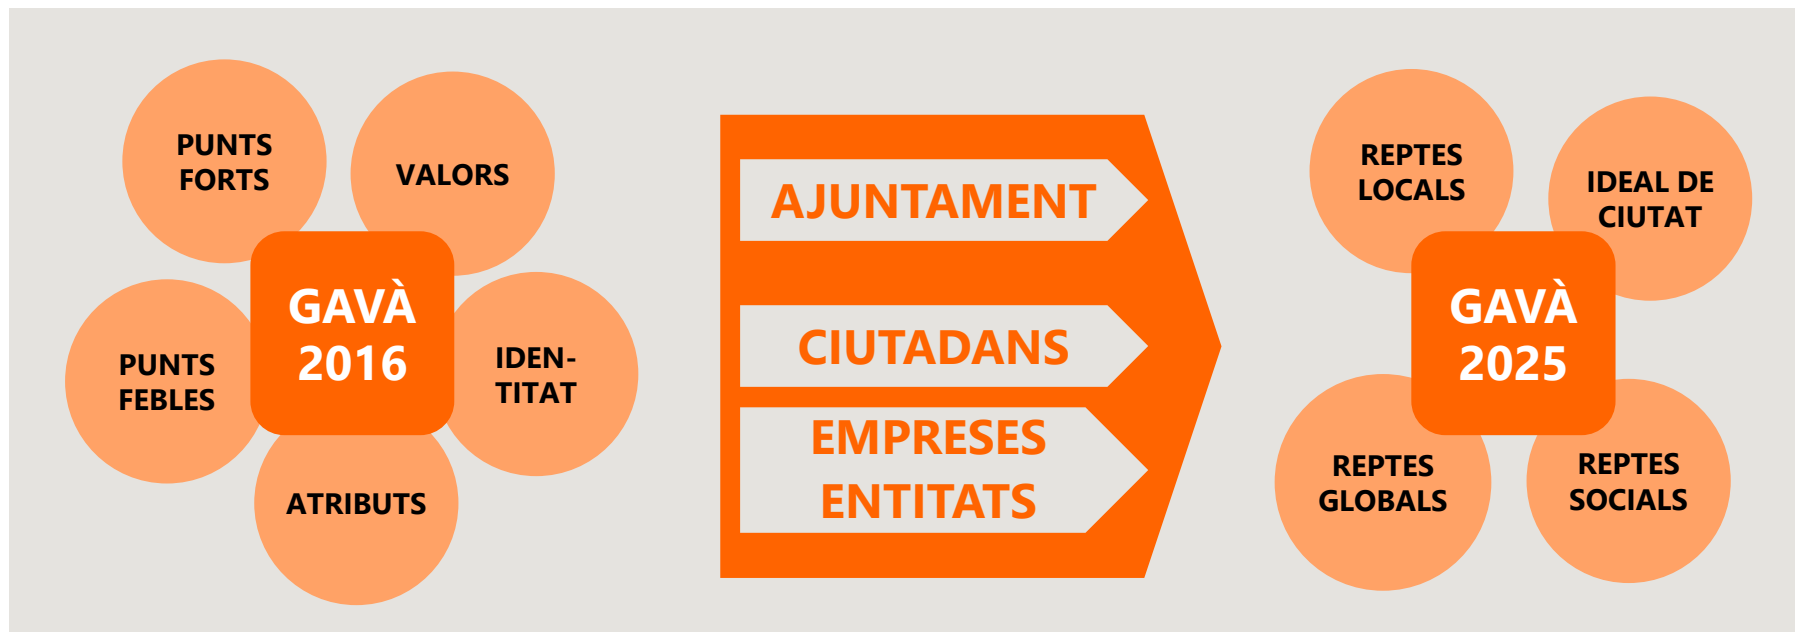 PUNTS
FORTS
VALORS
GAVÀ
2016
PUNTS
FEBLES
IDEN-
TITAT
ATRIBUTS
AJUNTAMENT
CIUTADANS
EMPRESES
ENTITATS
REPTES
LOCALS
IDEAL DE
CIUTAT
GAVÀ
2025
REPTES
GLOBALS
REPTES
SOCIALS